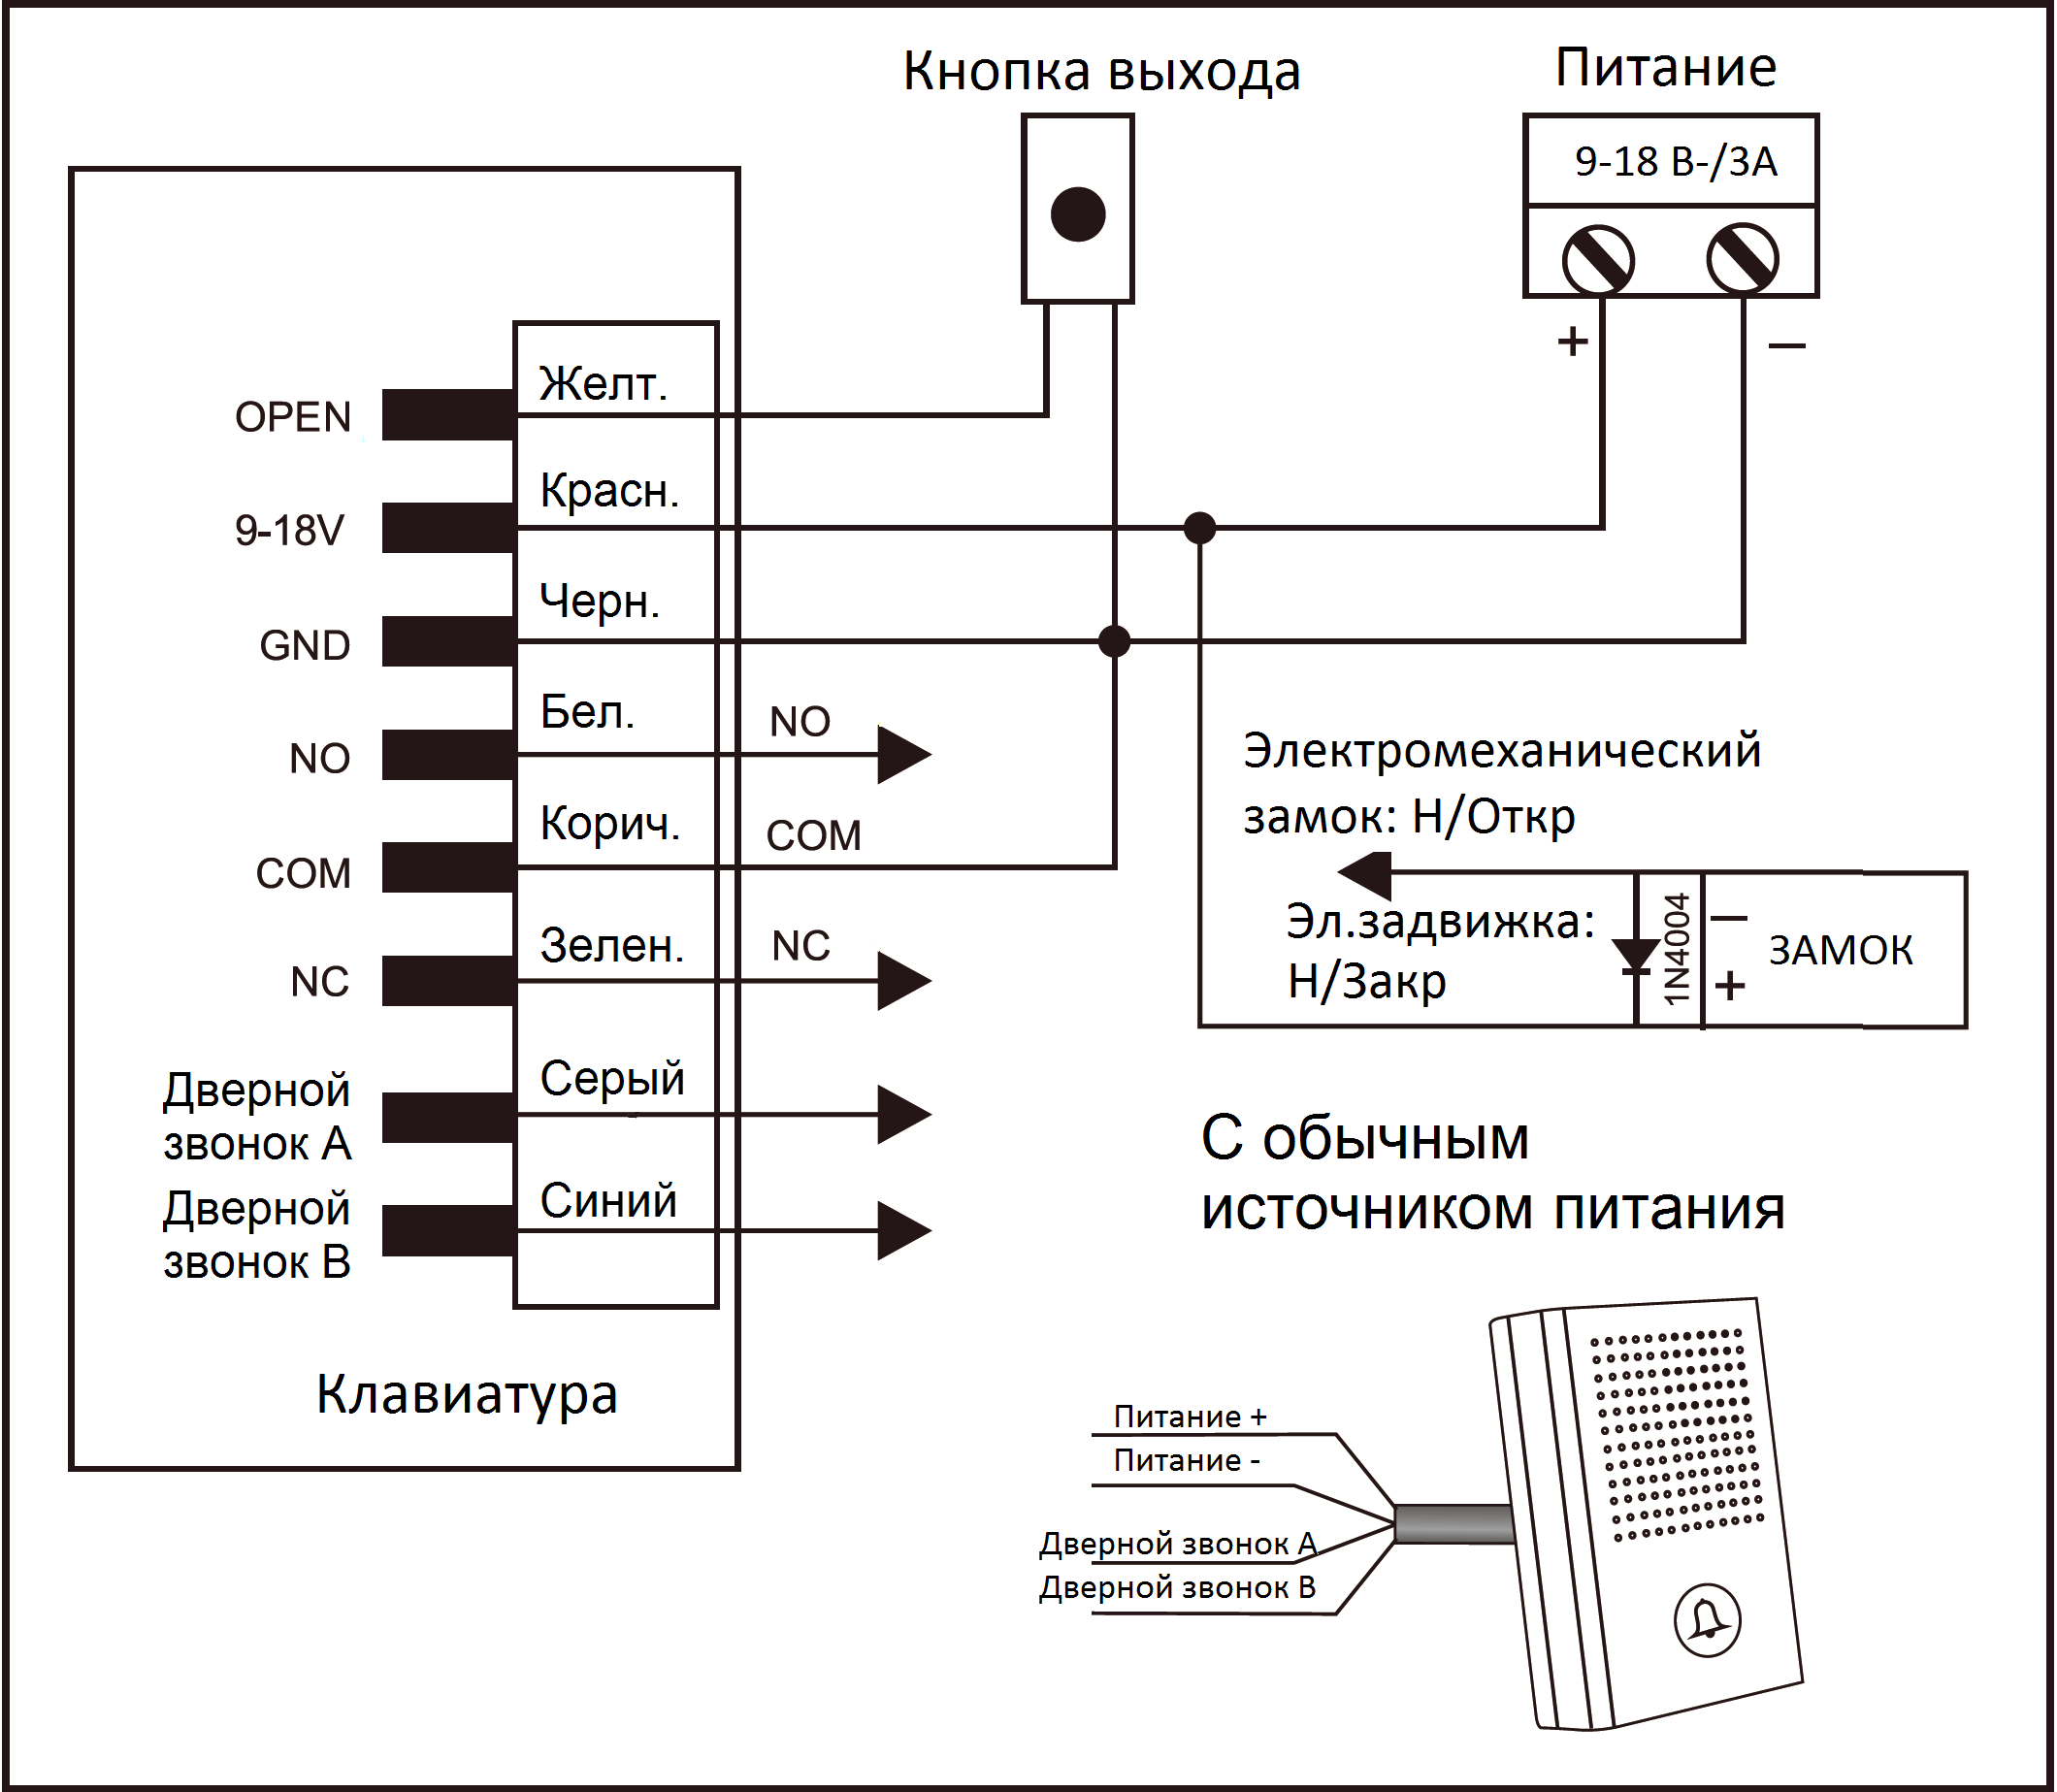 Кнопка выхода
Питание
9-18 В-/3А
+
–
OPEN
Желт.
9-18V
Красн.
GND
Черн.
NO
Бел.
NO
COM
Корич.
COM
NC
Зелен.
NC
Дверной
звонок А
Серый
Дверной
звонок В
Синий
Клавиатура
Электромеханический
замок: Н/Откр
Эл.задвижка:
Н/Закр
1N4004
–
+
ЗАМОК
С обычным
источником питания
Питание +
Питание -
Дверной звонок А
Дверной звонок В